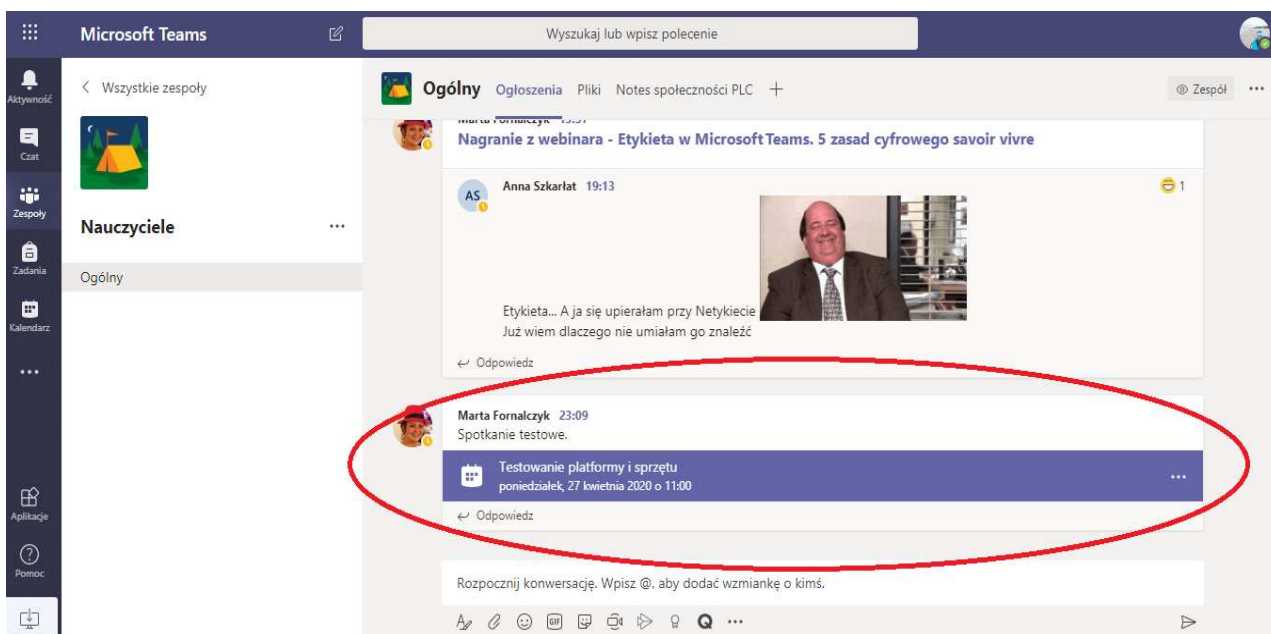 Microsoft Teams
Wyszukaj lub wpisz polecenie
Aktywność
Czat
Zespoły
Zadania
Kalendarz
Aplikacje
Pomoc
Wszystkie zespoły
Nauczyciele
Ogólny
Ogólny Ogłoszenia Pliki Notes społeczności PLC
Zespół
Marta Fornalczyk
Nagranie z webinara - Etykieta w Microsoft Teams. 5 zasad cyfrowego savoir vivre
AS
Anna Szkarłat 19:13
1
Etykieta... A ja się upierałam przy Netykiecie
Już wiem dlaczego nie umiałam go znaleźć
Odpowiedz
Marta Fornalczyk 23:09
Spotkanie testowe.
Testowanie platformy i sprzętu
poniedziałek, 27 kwietnia 2020 o 11:00
Odpowiedz
Rozpocznij konwersację. Wpisz @, aby dodać wzmiankę o kimś.
GIF